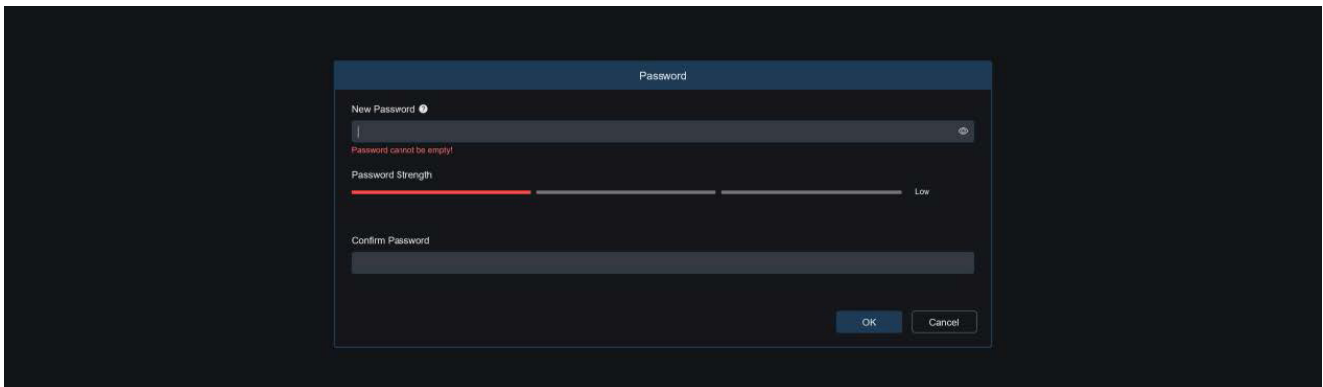 Password
New Password
Password cannot be empty!
Password Strength
Low
Confirm Password
OK
Cancel